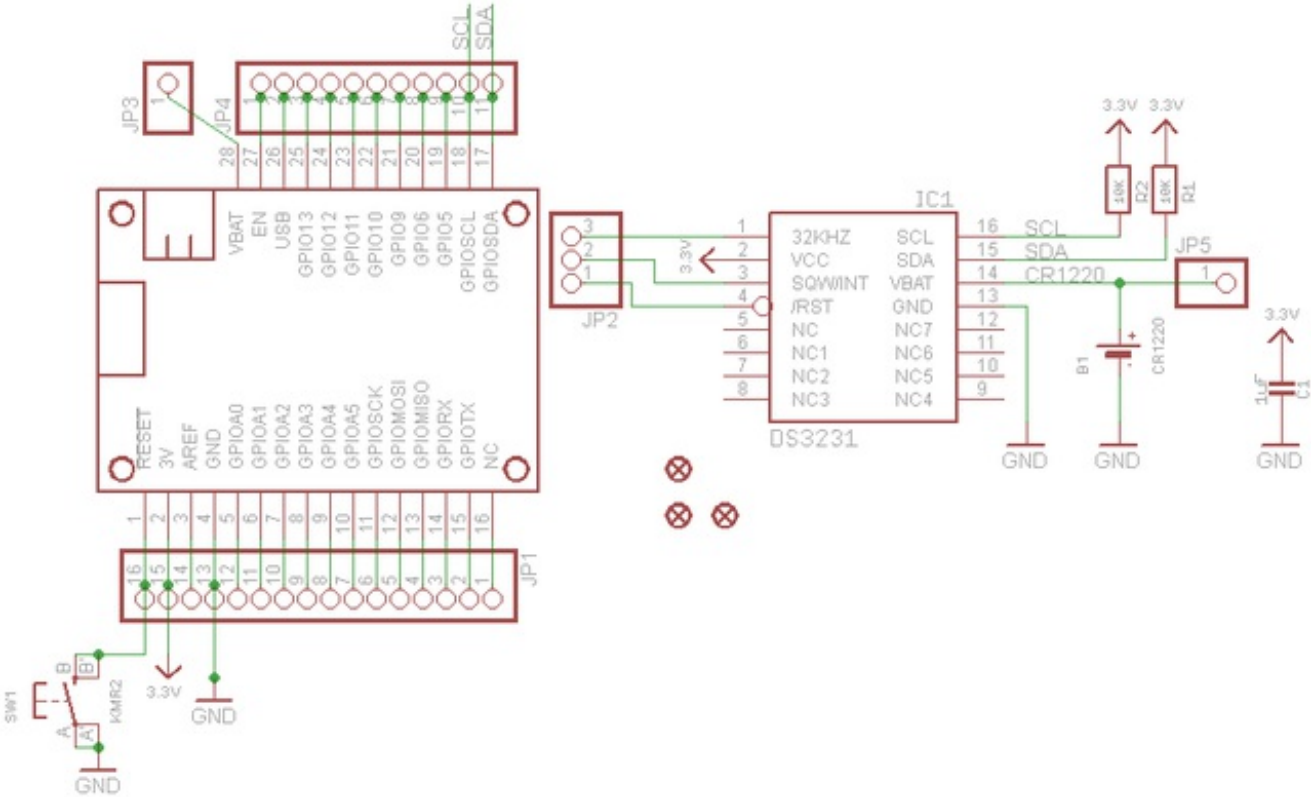 SCL
SDA
JP3
1
JP4
1
2
3
4
5
6
7
8
9
10
11
28
27
26
25
24
23
22
21
20
19
18
17
VBAT
EN
USB
GPIO13
GPIO12
GPIO11
GPIO10
GPIO9
GPIO6
GPIO5
GPIOSCL
GPIOSDA
RESET
3V
AREF
GND
GPIOA0
GPIOA1
GPIOA2
GPIOA3
GPIOA4
GPIOA5
GPIOSCK
GPIOMOSI
GPIOMISO
GPIORX
GPIOTX
NC
1
2
3
4
5
6
7
8
9
10
11
12
13
14
15
16
16
15
14
13
12
11
10
9
8
7
6
5
4
3
2
1
JP1
SW1
B
B'
A
A'
KMR2
GND
3.3V
GND
3
2
1
JP2
3.3V
IC1
1
2
3
4
5
6
7
8
32KHZ
VCC
SQW/INT
/RST
NC
NC1
NC2
NC3
SCL
SDA
VBAT
GND
NC7
NC6
NC5
NC4
16
15
14
13
12
11
10
9
DS3231
SCL
SDA
CR1220
3.3V
3.3V
10K
R2
10K
R1
JP5
1
GND
B1
+
-
CR1220
GND
3.3V
1uF
C1
GND